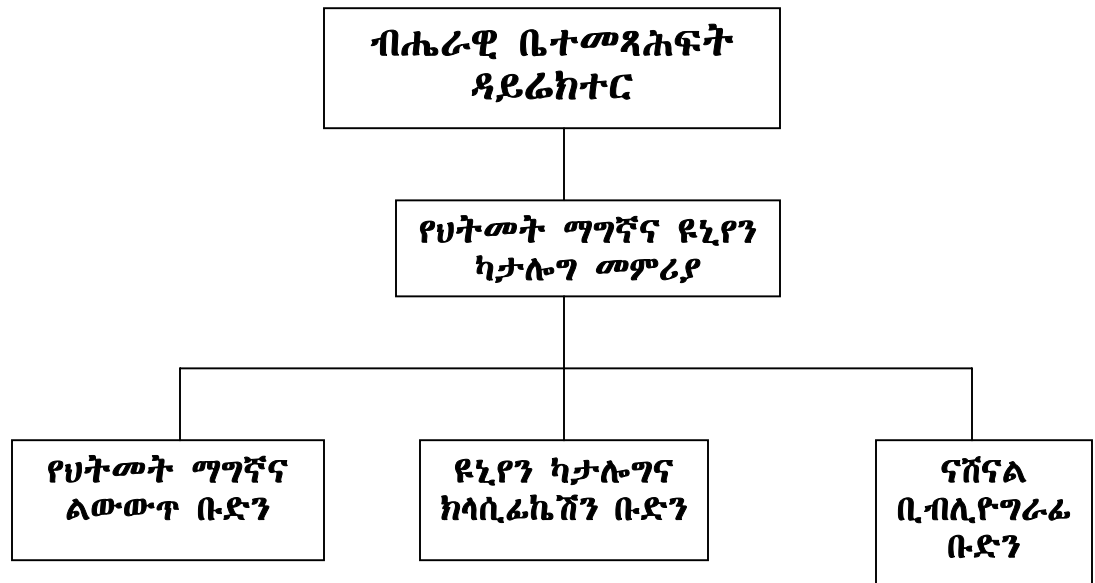 ብሔራዊ ቤተመጻሕፍት
ዳይሬክተር
የህትመት ማግኛና ዩኒየን
ካታሎግ መምሪያ
የህትመት ማግኛና
ልውውጥ ቡድን
ዩኒየን ካታሎግና
ክላሲፊኬሽን ቡድን
ናሽናል
ቢብሊዮግራፊ
ቡድን